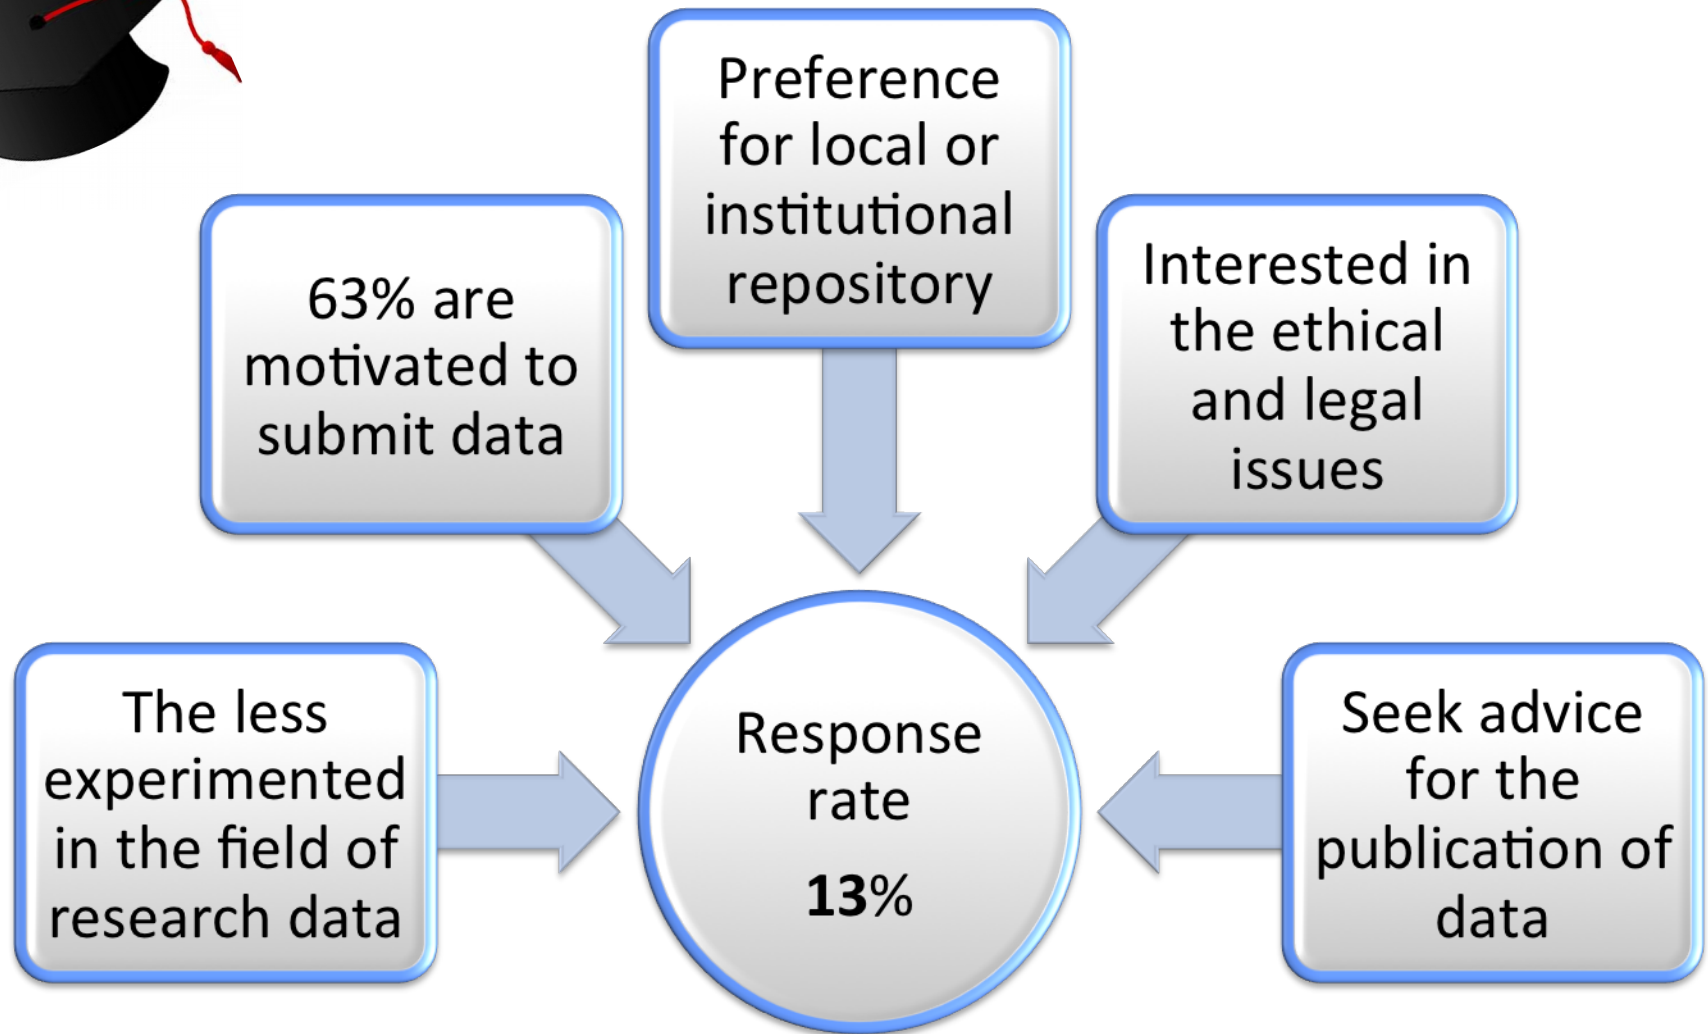 Preference
for local or
institutional
repository
63% are
motivated to
submit data
Interested in
the ethical
and legal
issues
The less
experimented
in the field of
research data
Response
rate
13%
Seek advice
for the
publication of
data